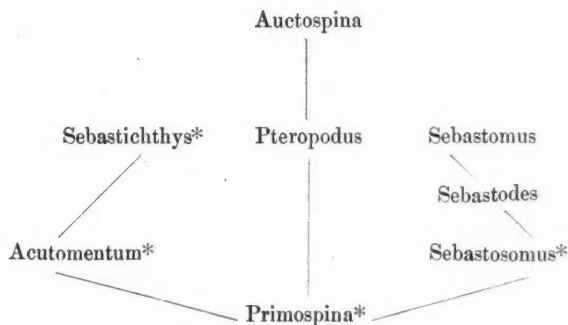 Auctospina
Sebastichthys* Pteropodus Sebastomus
Sebastodes
Acutomentum* Sebastosomus*
Primospina*